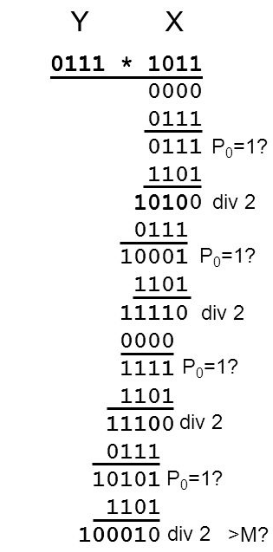 Y X
0111 * 1011
0000
0111
0111 P0=1?
1101
10100 div 2
0111
10001 P0=1?
1101
11110 div 2
0000
1111 P0=1?
1101
11100 div 2
0111
10101 P0=1?
1101
100010 div 2 >M?